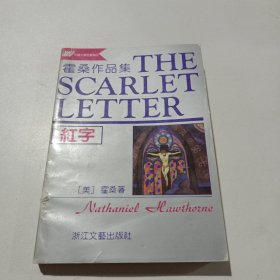 霍桑作品集 THE
SCARLET
LETTER
紅字
［美］霍桑著
Nathaniel Hawthorne
浙江文艺出版社